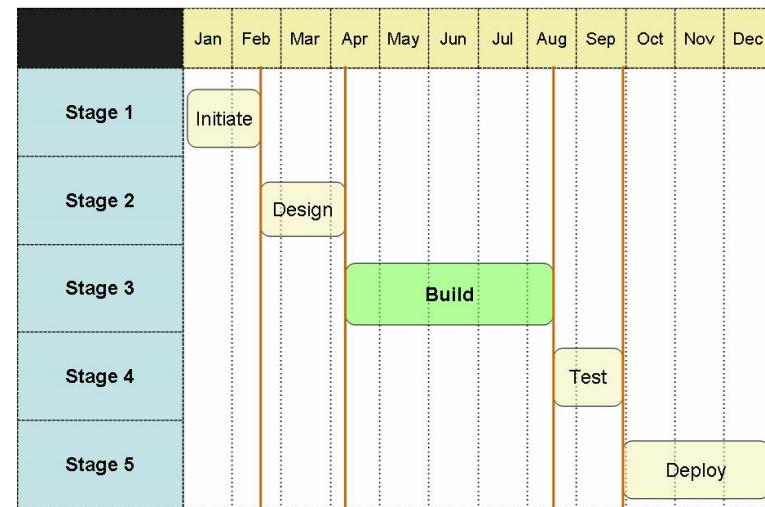 Jan Feb Mar Apr May Jun Jul Aug Sep Oct Nov Dec
Stage 1
Initiate
Stage 2
Design
Stage 3
Build
Stage 4
Test
Stage 5
Deploy